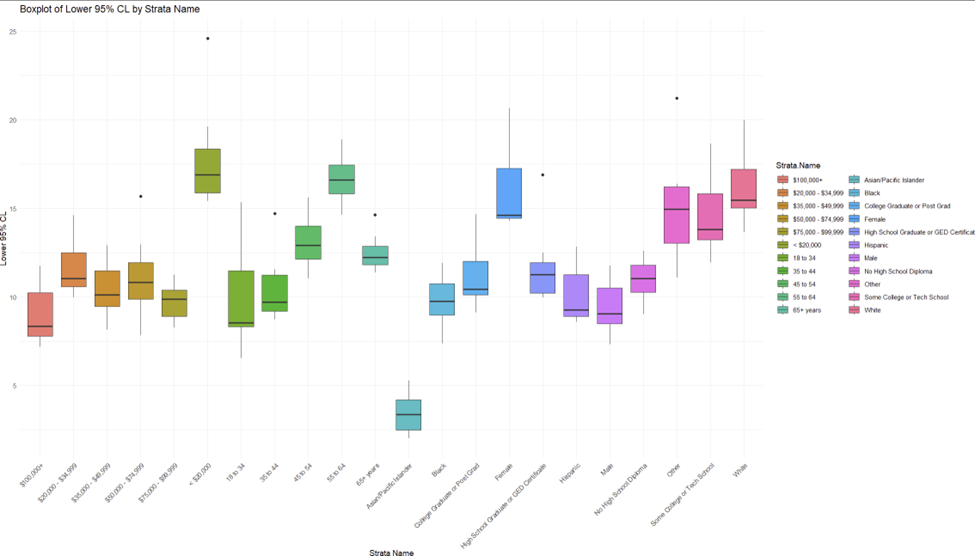 Boxplot of Lower 95% CL by Strata Name
25
20
15
10
5
Lower 95% CL
$100,000+
$20,000 - $34,999
$35,000 - $49,999
$50,000 - $74,999
$75,000 - $99,999
< $20,000
18 to 34
35 to 44
45 to 54
55 to 64
65+ years
Asian/Pacific Islander
Black
College Graduate or Post Grad
Female
High School Graduate or GED Certificate
Hispanic
Male
No High School Diploma
Other
Some College or Tech School
White
Strata Name
Strata.Name
$100,000+
$20,000 - $34,999
$35,000 - $49,999
$50,000 - $74,999
$75,000 - $99,999
< $20,000
18 to 34
35 to 44
45 to 54
55 to 64
65+ years
Asian/Pacific Islander
Black
College Graduate or Post Grad
Female
High School Graduate or GED Certificat
Hispanic
Male
No High School Diploma
Other
Some College or Tech School
White